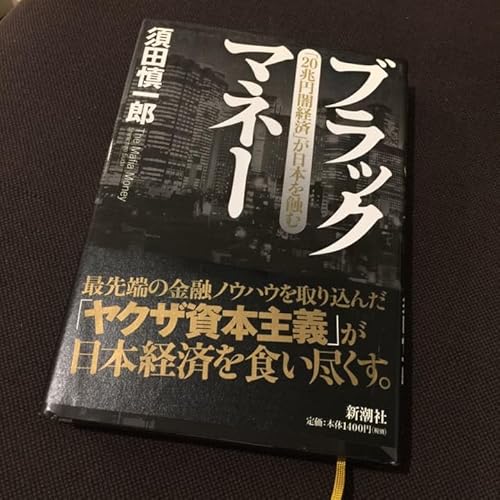 ブラック
マネー
「20兆円闇経済」が日本を蝕む
須田慎一郎
The Mafia Money
最先端の金融ノウハウを取り込んだ
「ヤクザ資本主義」が
日本経済を食い尽くす。
新潮社
定価:本体1400円(税別)